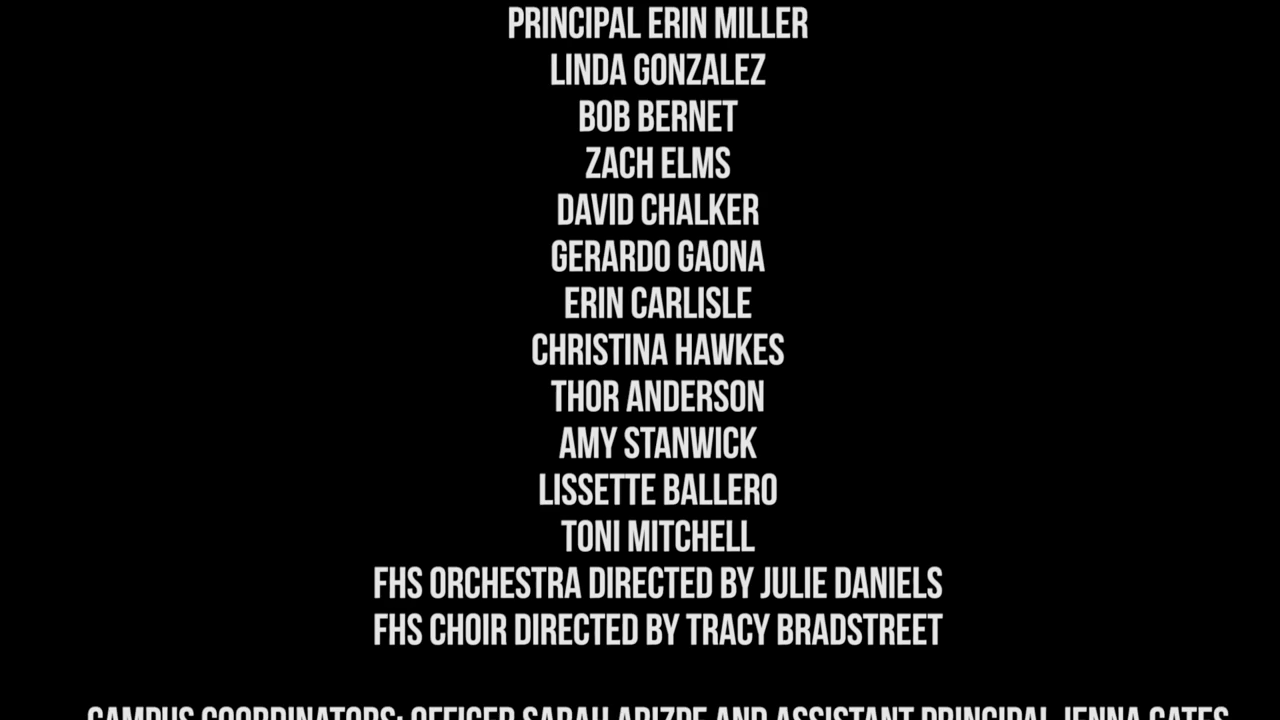 PRINCIPAL ERIN MILLER
LINDA GONZALEZ
BOB BERNET
ZACH ELMS
DAVID CHALKER
GERARDO GAONA
ERIN CARLISLE
CHRISTINA HAWKES
THOR ANDERSON
AMY STANWICK
LISSETTE BALLERO
TONI MITCHELL
FHS ORCHESTRA DIRECTED BY JULIE DANIELS
FHS CHOIR DIRECTED BY TRACY BRADSTREET
CAMPUS COORDINATORS: OFFICER SARAH ARIZPE AND ASSISTANT PRINCIPAL JENNA GATES